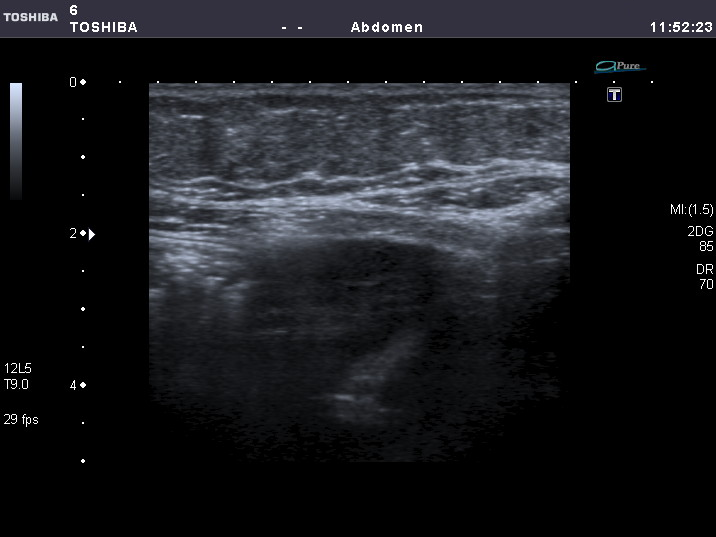 TOSHIBA
6
TOSHIBA - - Abdomen 11:52:23
Pure
T
0
2
4
MI:(1.5)
2DG
85
DR
70
12L5
T9.0
29 fps